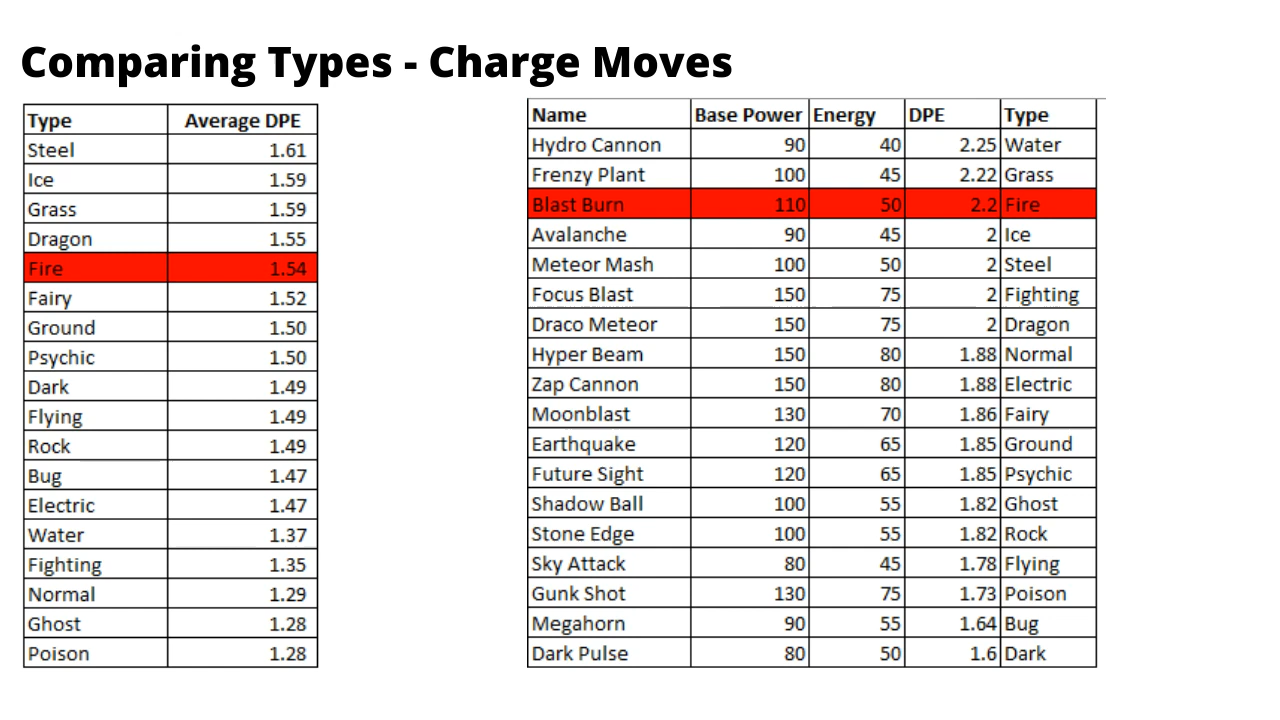 Comparing Types - Charge Moves
Type Average DPE
Steel 1.61
Ice 1.59
Grass 1.59
Dragon 1.55
Fire 1.54
Fairy 1.52
Ground 1.50
Psychic 1.50
Dark 1.49
Flying 1.49
Rock 1.49
Bug 1.47
Electric 1.47
Water 1.37
Fighting 1.35
Normal 1.29
Ghost 1.28
Poison 1.28
Name Base Power Energy DPE Type
Hydro Cannon 90 40 2.25 Water
Frenzy Plant 100 45 2.22 Grass
Blast Burn 110 50 2.2 Fire
Avalanche 90 45 2 Ice
Meteor Mash 100 50 2 Steel
Focus Blast 150 75 2 Fighting
Draco Meteor 150 75 2 Dragon
Hyper Beam 150 80 1.88 Normal
Zap Cannon 150 80 1.88 Electric
Moonblast 130 70 1.86 Fairy
Earthquake 120 65 1.85 Ground
Future Sight 120 65 1.85 Psychic
Shadow Ball 100 55 1.82 Ghost
Stone Edge 100 55 1.82 Rock
Sky Attack 80 45 1.78 Flying
Gunk Shot 130 75 1.73 Poison
Megahorn 90 55 1.64 Bug
Dark Pulse 80 50 1.6 Dark